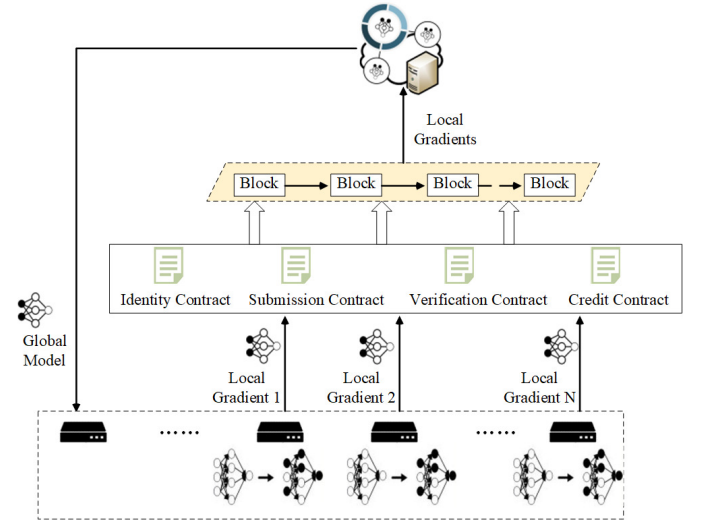 Local
Gradients
Block
Block
Block
Block
Identity Contract
Submission Contract
Verification Contract
Credit Contract
Global
Model
Local
Gradient 1
Local
Gradient 2
Local
Gradient N
......
......